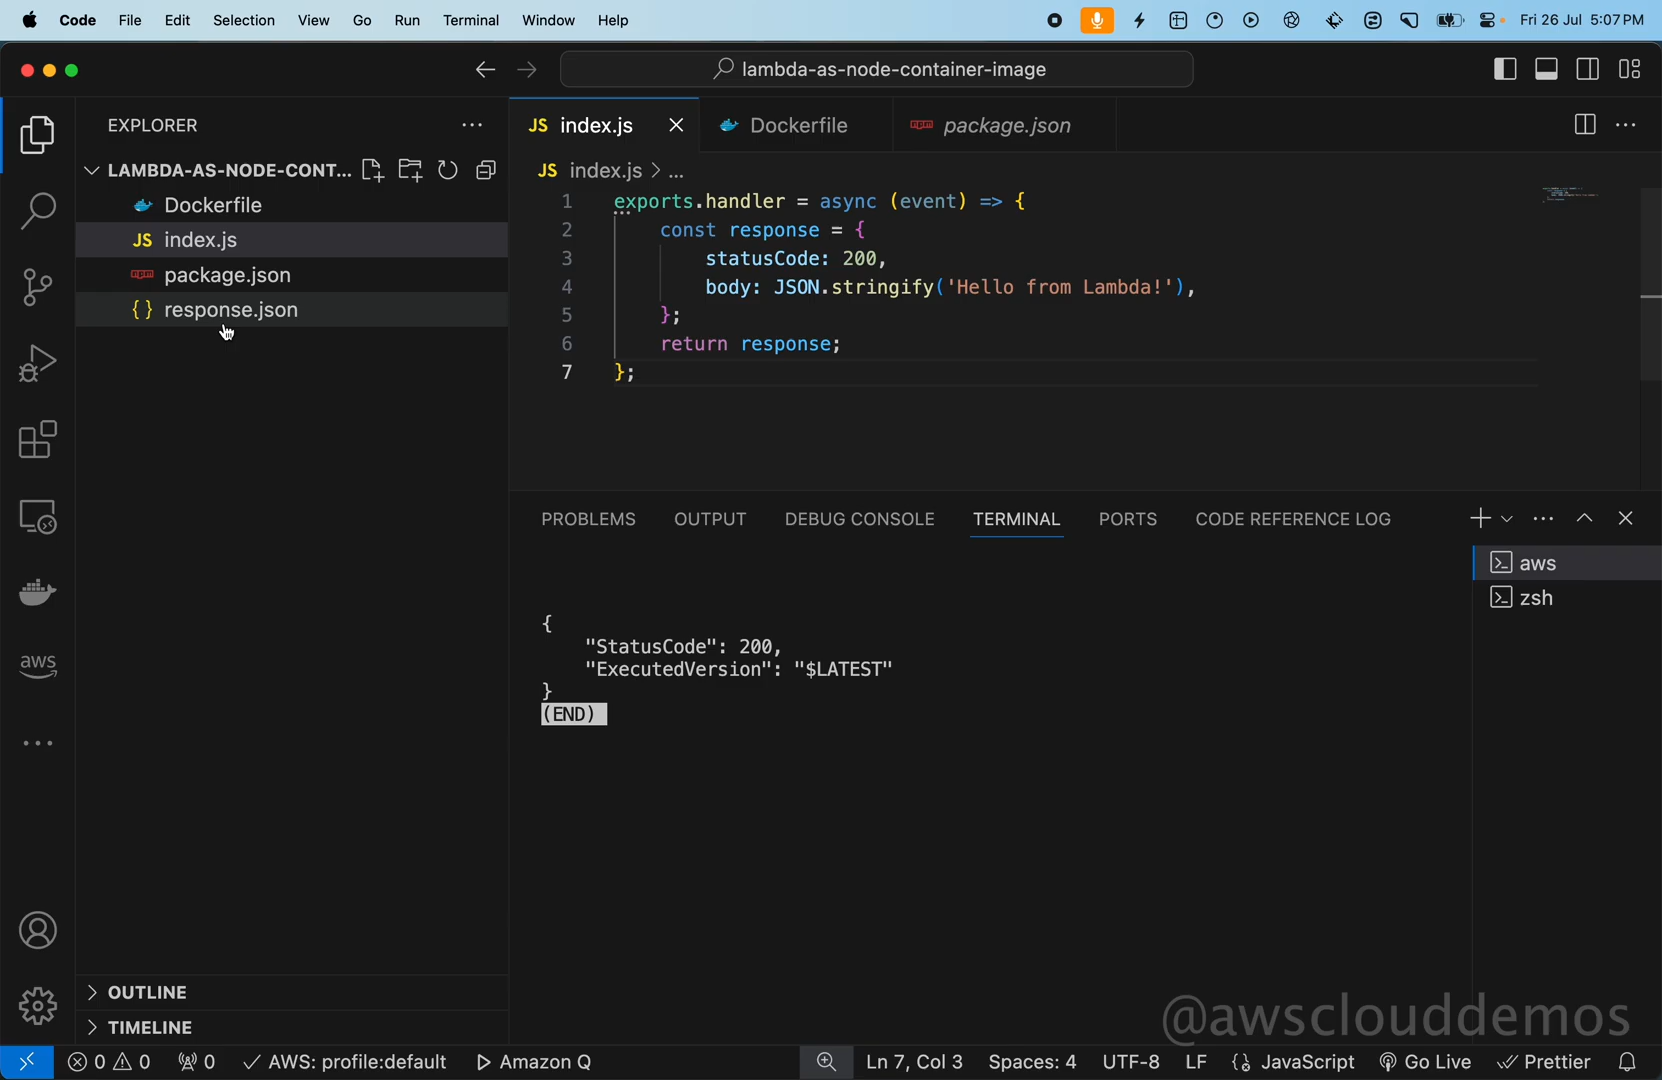 Code File Edit Selection View Go Run Terminal Window Help
Fri 26 Jul 5:07 PM
lambda-as-node-container-image
EXPLORER
LAMBDA-AS-NODE-CONT...
Dockerfile
JS index.js
package.json
{} response.json
OUTLINE
TIMELINE
aws
JS index.js
Dockerfile
package.json
JS index.js > ...
1 exports.handler = async (event) => {
2 const response = {
3 statusCode: 200,
4 body: JSON.stringify('Hello from Lambda!'),
5 };
6 return response;
7 };
PROBLEMS OUTPUT DEBUG CONSOLE TERMINAL PORTS CODE REFERENCE LOG
{
"StatusCode": 200,
"ExecutedVersion": "$LATEST"
}
(END)
aws
zsh
@awsclouddemos
0 0 0 AWS: profile:default Amazon Q Ln 7, Col 3 Spaces: 4 UTF-8 LF {} JavaScript Go Live Prettier